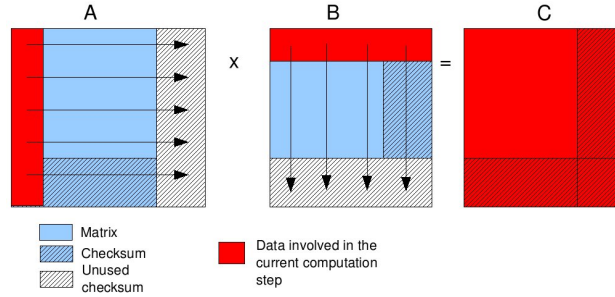 A
B
C
x
=
Matrix
Checksum
Unused
checksum
Data involved in the
current computation
step